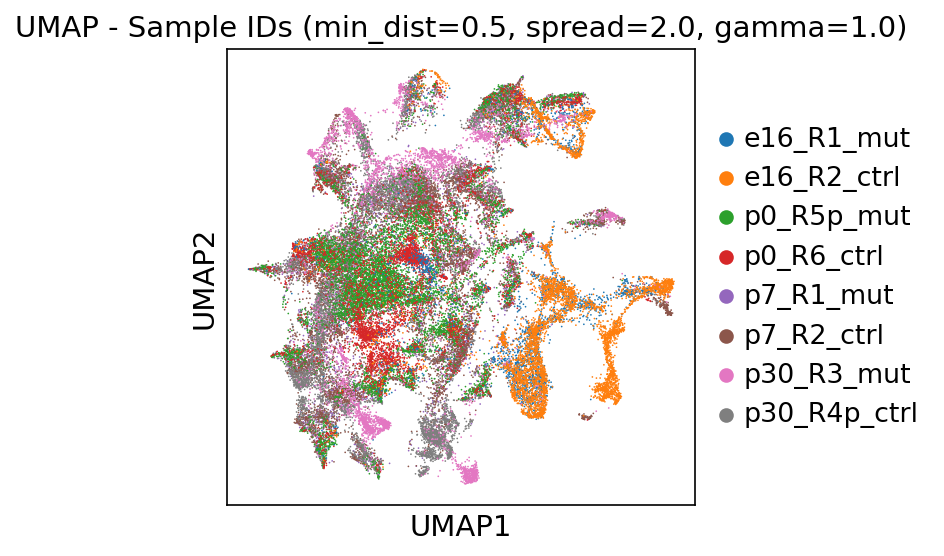 UMAP - Sample IDs (min_dist=0.5, spread=2.0, gamma=1.0)
UMAP2
UMAP1
e16_R1_mut
e16_R2_ctrl
p0_R5p_mut
p0_R6_ctrl
p7_R1_mut
p7_R2_ctrl
p30_R3_mut
p30_R4p_ctrl